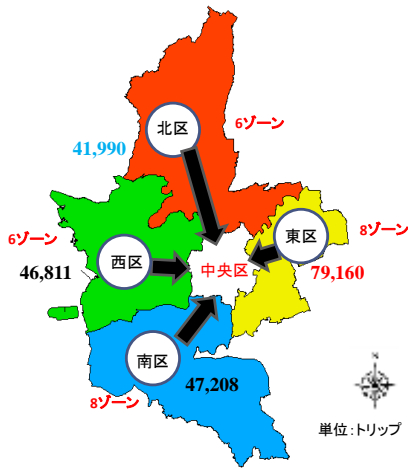 北区
6ゾーン
41,990
東区
8ゾーン
6ゾーン
西区
中央区
46,811
79,160
南区
47,208
8ゾーン
N
単位：トリップ